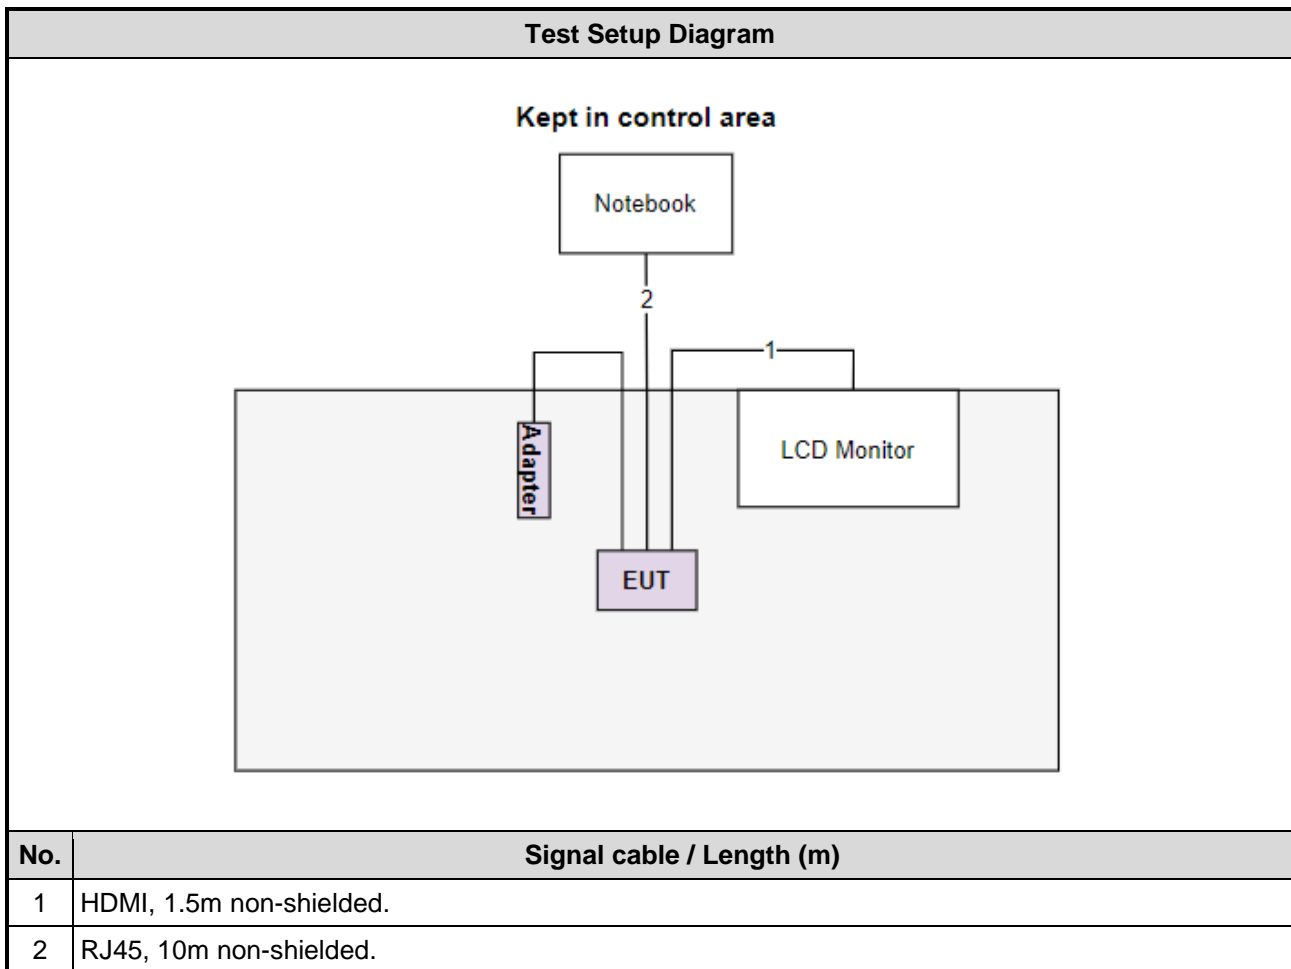 Test Setup Diagram
Kept in control area
Notebook
2
1
Adapter
LCD Monitor
EUT
No. Signal cable / Length (m)
1 HDMI, 1.5m non-shielded.
2 RJ45, 10m non-shielded.